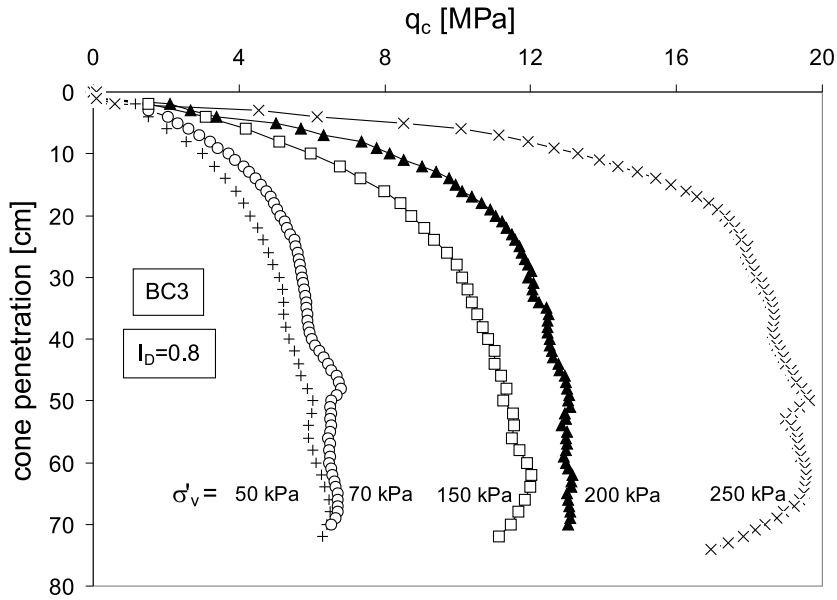 q_c [MPa]
0 4 8 12 16 20
0
10
20
30
40
50
60
70
80
cone penetration [cm]
BC3
I_D=0.8
σ'_v = 50 kPa 70 kPa 150 kPa 200 kPa 250 kPa